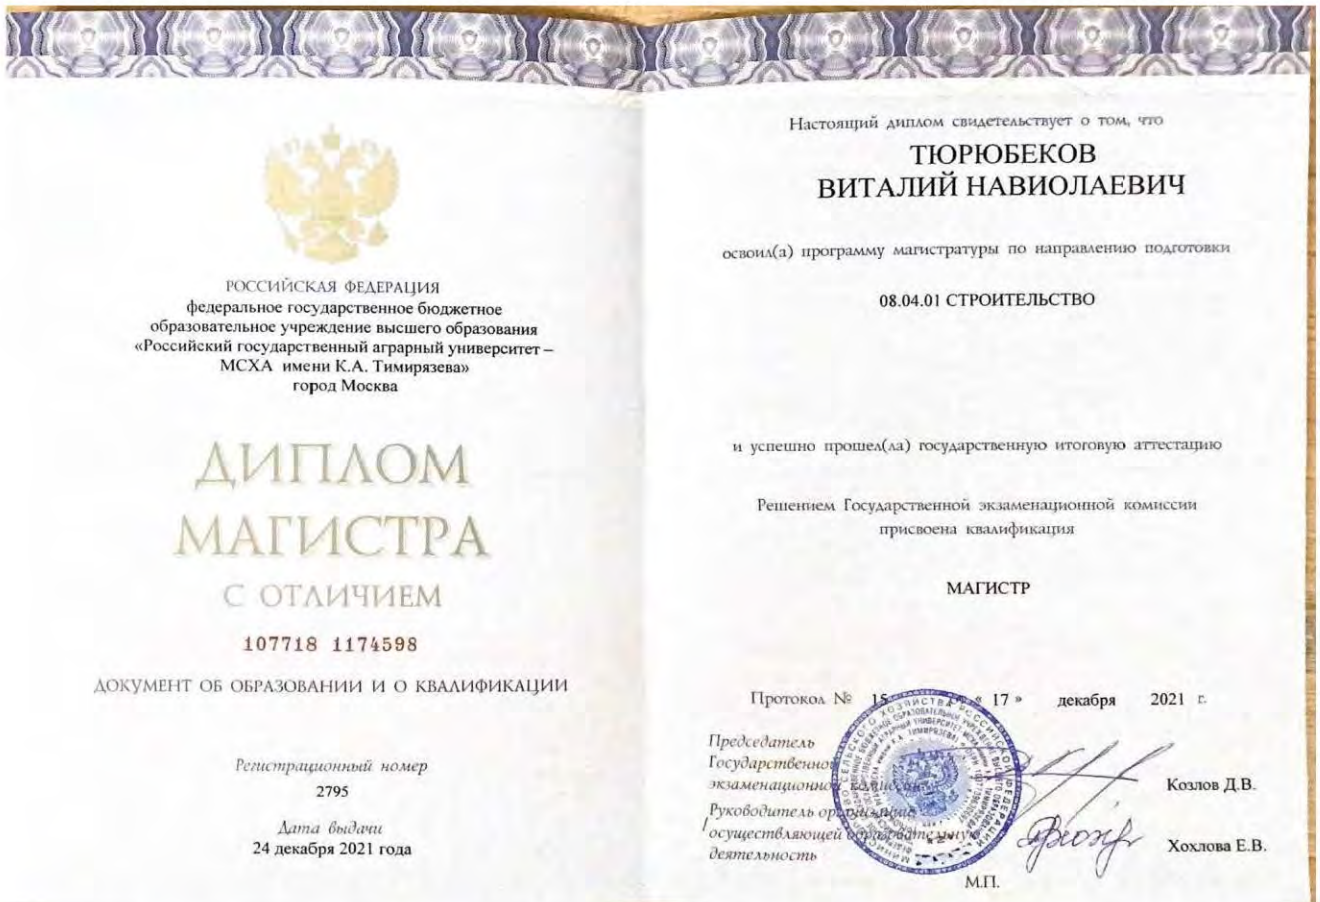 РОССИЙСКАЯ ФЕДЕРАЦИЯ
федеральное государственное бюджетное
образовательное учреждение высшего образования
«Российский государственный аграрный университет –
МСХА имени К.А. Тимирязева»
город Москва
ДИПЛОМ
МАГИСТРА
С ОТЛИЧИЕМ
107718 1174598
ДОКУМЕНТ ОБ ОБРАЗОВАНИИ И О КВАЛИФИКАЦИИ
Регистрационный номер
2795
Дата выдачи
24 декабря 2021 года
Настоящий диплом свидетельствует о том, что
ТЮРЮБЕКОВ
ВИТАЛИЙ НАВИОЛАЕВИЧ
освоил(а) программу магистратуры по направлению подготовки
08.04.01 СТРОИТЕЛЬСТВО
и успешно прошел(ла) государственную итоговую аттестацию
Решением Государственной экзаменационной комиссии
присвоена квалификация
МАГИСТР
Протокол № 15 « 17 » декабря 2021 г.
Председатель
Государственной
экзаменационной комиссии
Козлов Д.В.
Руководитель организации,
осуществляющей образовательную
деятельность
Хохлова Е.В.
М.П.